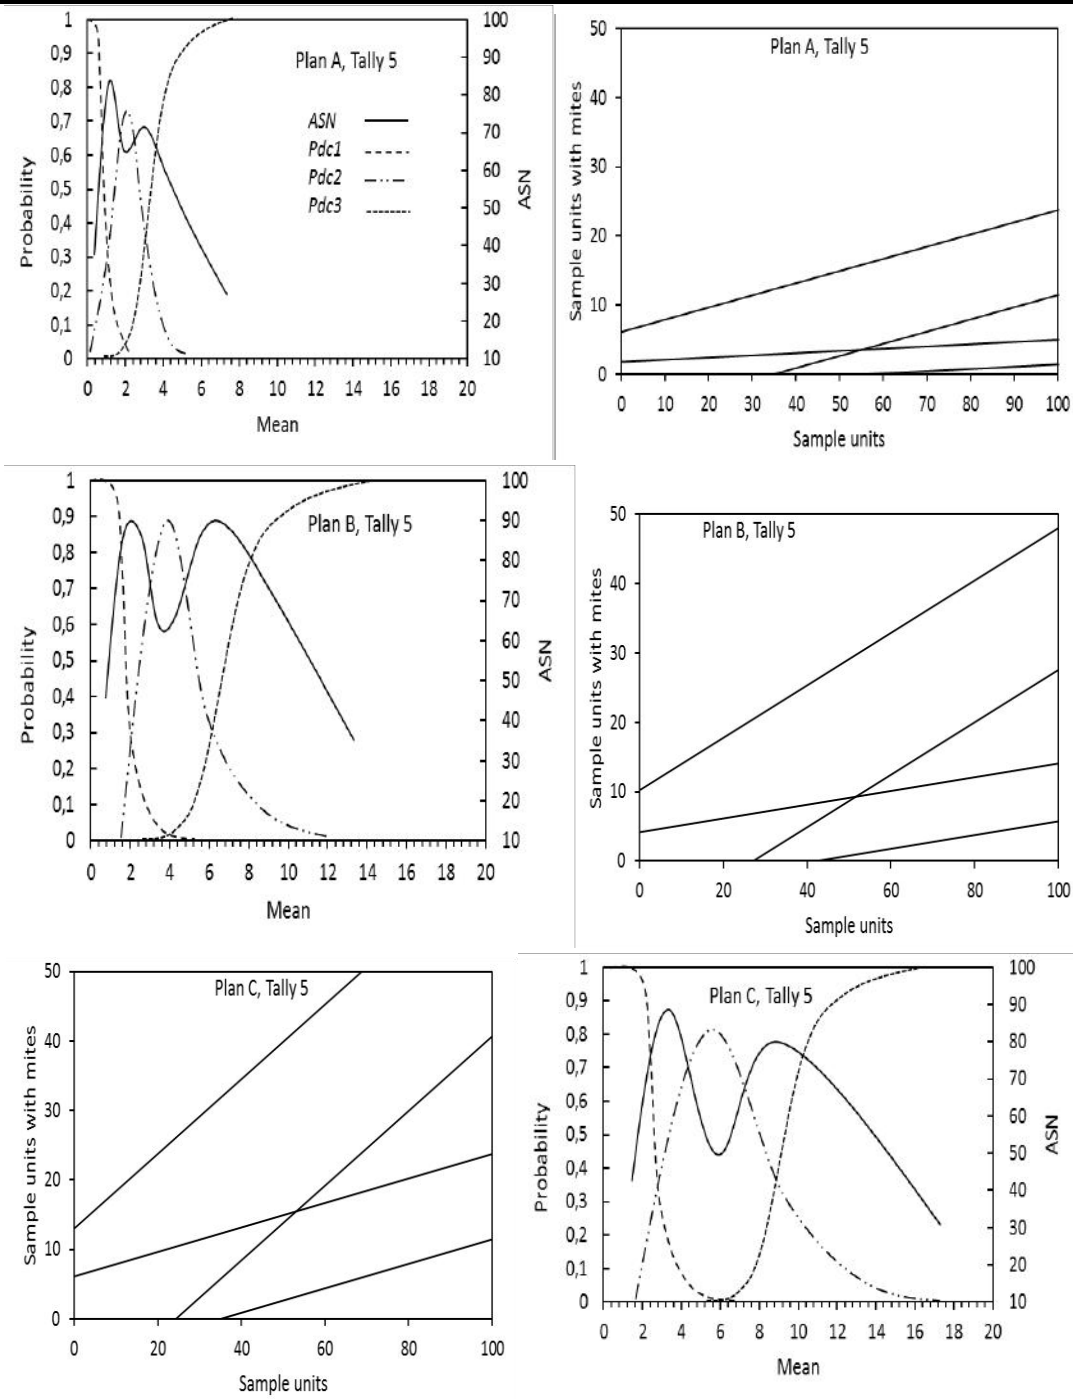 Plan A, Tally 5
Probability
1
0,9
0,8
0,7
0,6
0,5
0,4
0,3
0,2
0,1
0
ASN
Pdc1
Pdc2
Pdc3
100
90
80
70
60
50
40
30
20
10
ASN
0 2 4 6 8 10 12 14 16 18 20
Mean
Plan A, Tally 5
Sample units with mites
50
40
30
20
10
0
0 10 20 30 40 50 60 70 80 90 100
Sample units
Plan B, Tally 5
Probability
1
0,9
0,8
0,7
0,6
0,5
0,4
0,3
0,2
0,1
0
100
90
80
70
60
50
40
30
20
10
ASN
0 2 4 6 8 10 12 14 16 18 20
Mean
Plan B, Tally 5
Sample units with mites
50
40
30
20
10
0
0 20 40 60 80 100
Sample units
Plan C, Tally 5
Sample units with mites
50
40
30
20
10
0
0 20 40 60 80 100
Sample units
Plan C, Tally 5
Probability
1
0,9
0,8
0,7
0,6
0,5
0,4
0,3
0,2
0,1
0
100
90
80
70
60
50
40
30
20
10
ASN
0 2 4 6 8 10 12 14 16 18 20
Mean